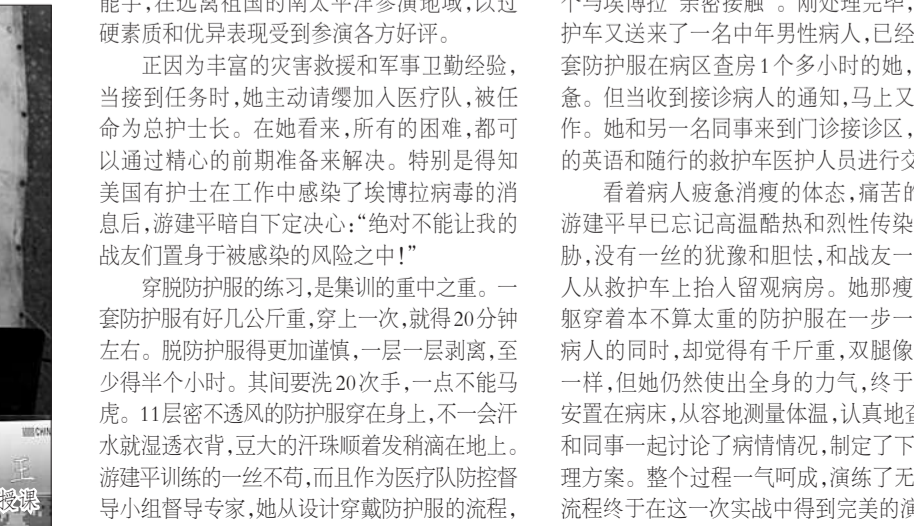 能手,在远离祖国的南太平洋参演地域,以过
硬素质和优异表现受到参演各方好评。
正因为丰富的灾害救援和军事卫勤经验,
当接到任务时,她主动请缨加入医疗队,被任
命为总护士长。在她看来,所有的困难,都可
以通过精心的前期准备来解决。特别是得知
美国有护士在工作中感染了埃博拉病毒的消
息后,游建平暗自下定决心:“绝对不能让我的
战友们置身于被感染的风险之中!”
穿脱防护服的练习,是集训的重中之重。一
套防护服有好几公斤重,穿上一次,就得20分钟
左右。脱防护服得更加谨慎,一层一层剥离,至
少得半个小时。其间要洗20次手,一点不能马
虎。11层密不透风的防护服穿在身上,不一会汗
水就湿透衣背,豆大的汗珠顺着发稍滴在地上。
游建平训练的一丝不苟,而且作为医疗队防控督
导小组督导专家,她从设计穿戴防护服的流程,
个与埃博拉“亲密接触”。刚处理完毕,
护车又送来了一名中年男性病人,已经
套防护服在病区查房1个多小时的她,
惫。但当收到接诊病人的通知,马上又
作。她和另一名同事来到门诊接诊区,
的英语和随行的救护车医护人员进行交
看着病人疲惫消瘦的体态,痛苦的
游建平早已忘记高温酷热和烈性传染
胁,没有一丝的犹豫和胆怯,和战友一
人从救护车上抬入留观病房。她那瘦
躯穿着本不算太重的防护服在一步一
病人的同时,却觉得有千斤重,双腿像
一样,但她仍然使出全身的力气,终于
安置在病床,从容地测量体温,认真地查
和同事一起讨论了病情情况,制定了下
理方案。整个过程一气呵成,演练了无
流程终于在这一次实战中得到完美的演
CHIN
王
授课